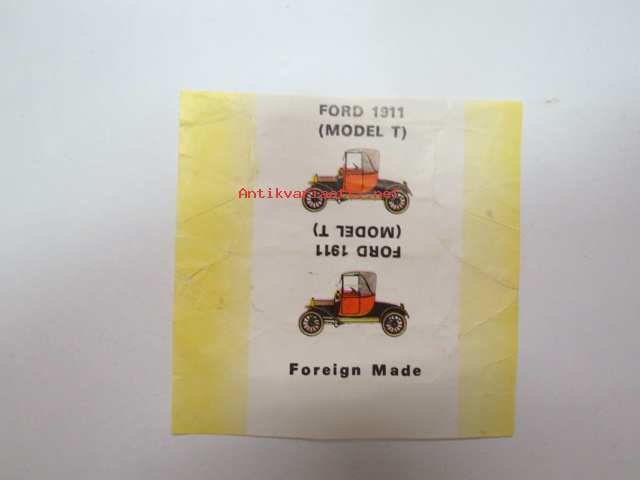 FORD 1911
(MODEL T)
Antikvariaatti.net
(MODEL T)
FORD 1911
Foreign Made